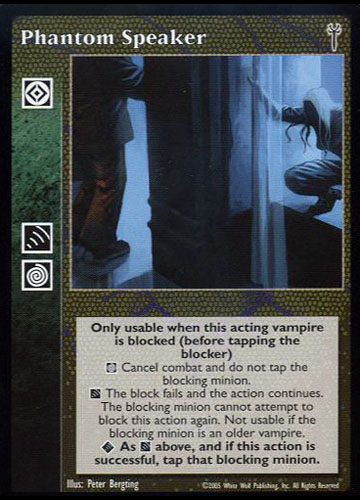 Phantom Speaker
Only usable when this acting vampire
is blocked (before tapping the
blocker)
Cancel combat and do not tap the
blocking minion.
The block fails and the action continues.
The blocking minion cannot attempt to
block this action again. Not usable if the
blocking minion is an older vampire.
As above, and if this action is
successful, tap that blocking minion.
Illus: Peter Bergting ©2005 White Wolf Publishing, Inc. All Rights Reserved